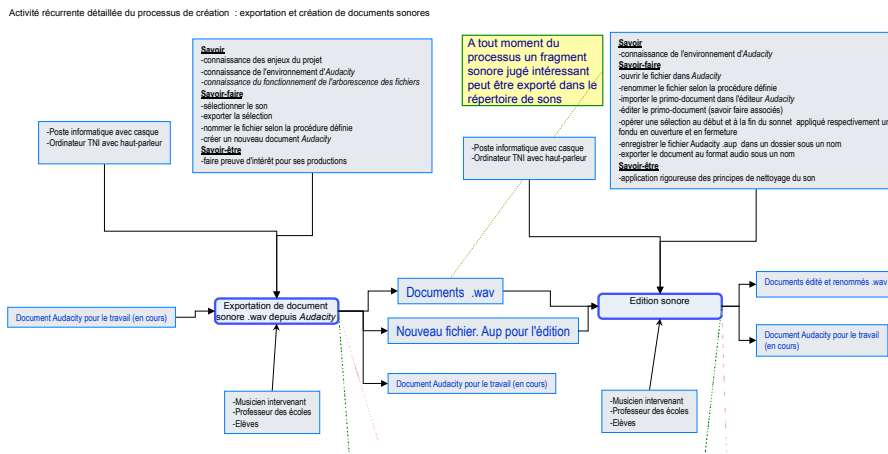 Activité récurrente détaillée du processus de création : exportation et création de documents sonores
Savoir
-connaissance des enjeux du projet
-connaissance de l'environement d'Audacity
-connaissance du fonctionnement de l'arborescence des fichiers
Savoir-faire
-sélectionner le son
-exporter la sélection
-nommer le fichier selon la procédure définie
-créer un nouveau document Audacity
Savoir-être
-faire preuve d'intérêt pour ses productions
-Poste informatique avec casque
-Ordinateur TNI avec haut-parleur
A tout moment du
processus un fragment
sonore jugé intéressant
peut être exporté dans le
répertoire de sons
Savoir
-connaissance de l'environement d'Audacity
Savoir-faire
-ouvrir le fichier dans Audacity
-renommer le fichier selon la procédure définie
-importer le primo-document dans l'éditeur Audacity
-éditer le primo-document (savoir faire associés)
-opérer une sélection au début et à la fin du sonnet appliqué respectivement un
fondu en ouverture et en fermeture
-enregistrer le fichier Audacity .aup dans un dossier sous un nom
-exporter le document au format audio sous un nom
Savoir-être
-application rigoureuse des principes de nettoyage du son
-Poste informatique avec casque
-Ordinateur TNI avec haut-parleur
Document Audacity pour le travail (en cours)
Exportation de document
sonore .wav depuis Audacity
Documents .wav
Nouveau fichier. Aup pour l'édition
Document Audacity pour le travail (en cours)
Edition sonore
Documents édité et renommés .wav
Document Audacity pour le travail
(en cours)
-Musicien intervenant
-Professeur des écoles
-Elèves
-Musicien intervenant
-Professeur des écoles
-Elèves